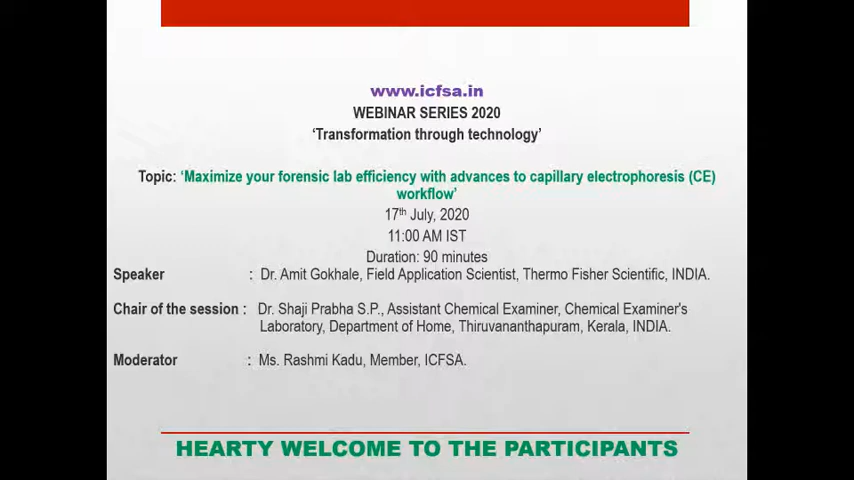 www.icfsa.in
WEBINAR SERIES 2020
‘Transformation through technology’
Topic: ‘Maximize your forensic lab efficiency with advances to capillary electrophoresis (CE)
workflow’
17th July, 2020
11:00 AM IST
Duration: 90 minutes
Speaker : Dr. Amit Gokhale, Field Application Scientist, Thermo Fisher Scientific, INDIA.
Chair of the session : Dr. Shaji Prabha S.P., Assistant Chemical Examiner, Chemical Examiner's
Laboratory, Department of Home, Thiruvananthapuram, Kerala, INDIA.
Moderator : Ms. Rashmi Kadu, Member, ICFSA.
HEARTY WELCOME TO THE PARTICIPANTS